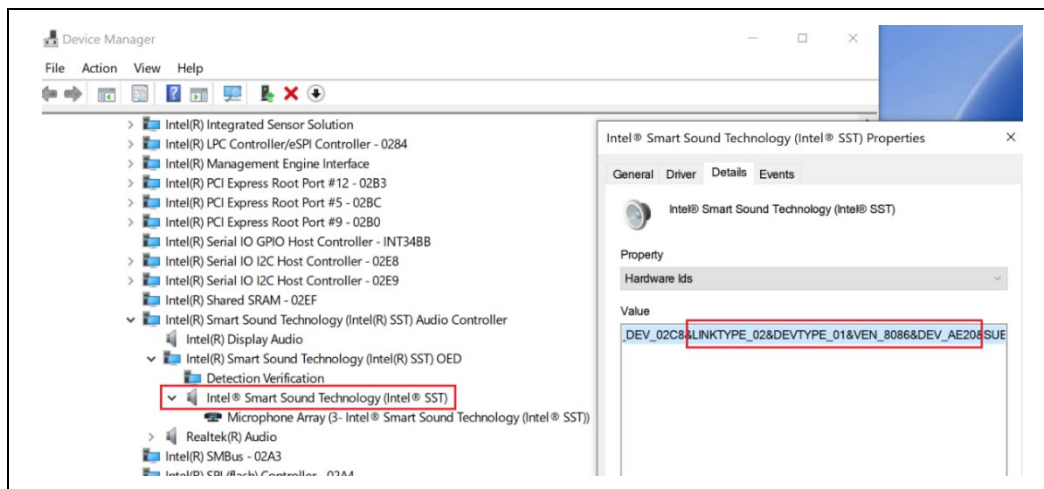 Device Manager
File Action View Help
Intel(R) Integrated Sensor Solution
Intel(R) LPC Controller/eSPI Controller - 0284
Intel(R) Management Engine Interface
Intel(R) PCI Express Root Port #12 - 02B3
Intel(R) PCI Express Root Port #5 - 02BC
Intel(R) PCI Express Root Port #9 - 02B0
Intel(R) Serial IO GPIO Host Controller - INT34BB
Intel(R) Serial IO I2C Host Controller - 02E8
Intel(R) Serial IO I2C Host Controller - 02E9
Intel(R) Shared SRAM - 02EF
Intel(R) Smart Sound Technology (Intel(R) SST) Audio Controller
Intel(R) Display Audio
Intel(R) Smart Sound Technology (Intel(R) SST) OED
Detection Verification
Intel® Smart Sound Technology (Intel® SST)
Microphone Array (3- Intel® Smart Sound Technology (Intel® SST))
Realtek(R) Audio
Intel(R) SMBus - 02A3
Intel(R) SPI (flash) Controller - 02A4
Intel® Smart Sound Technology (Intel® SST) Properties
General Driver Details Events
Intel® Smart Sound Technology (Intel® SST)
Property
Hardware Ids
Value
_DEV_02C8&LINKTYPE_02&DEVTYPE_01&VEN_8086&DEV_AE20&SUE